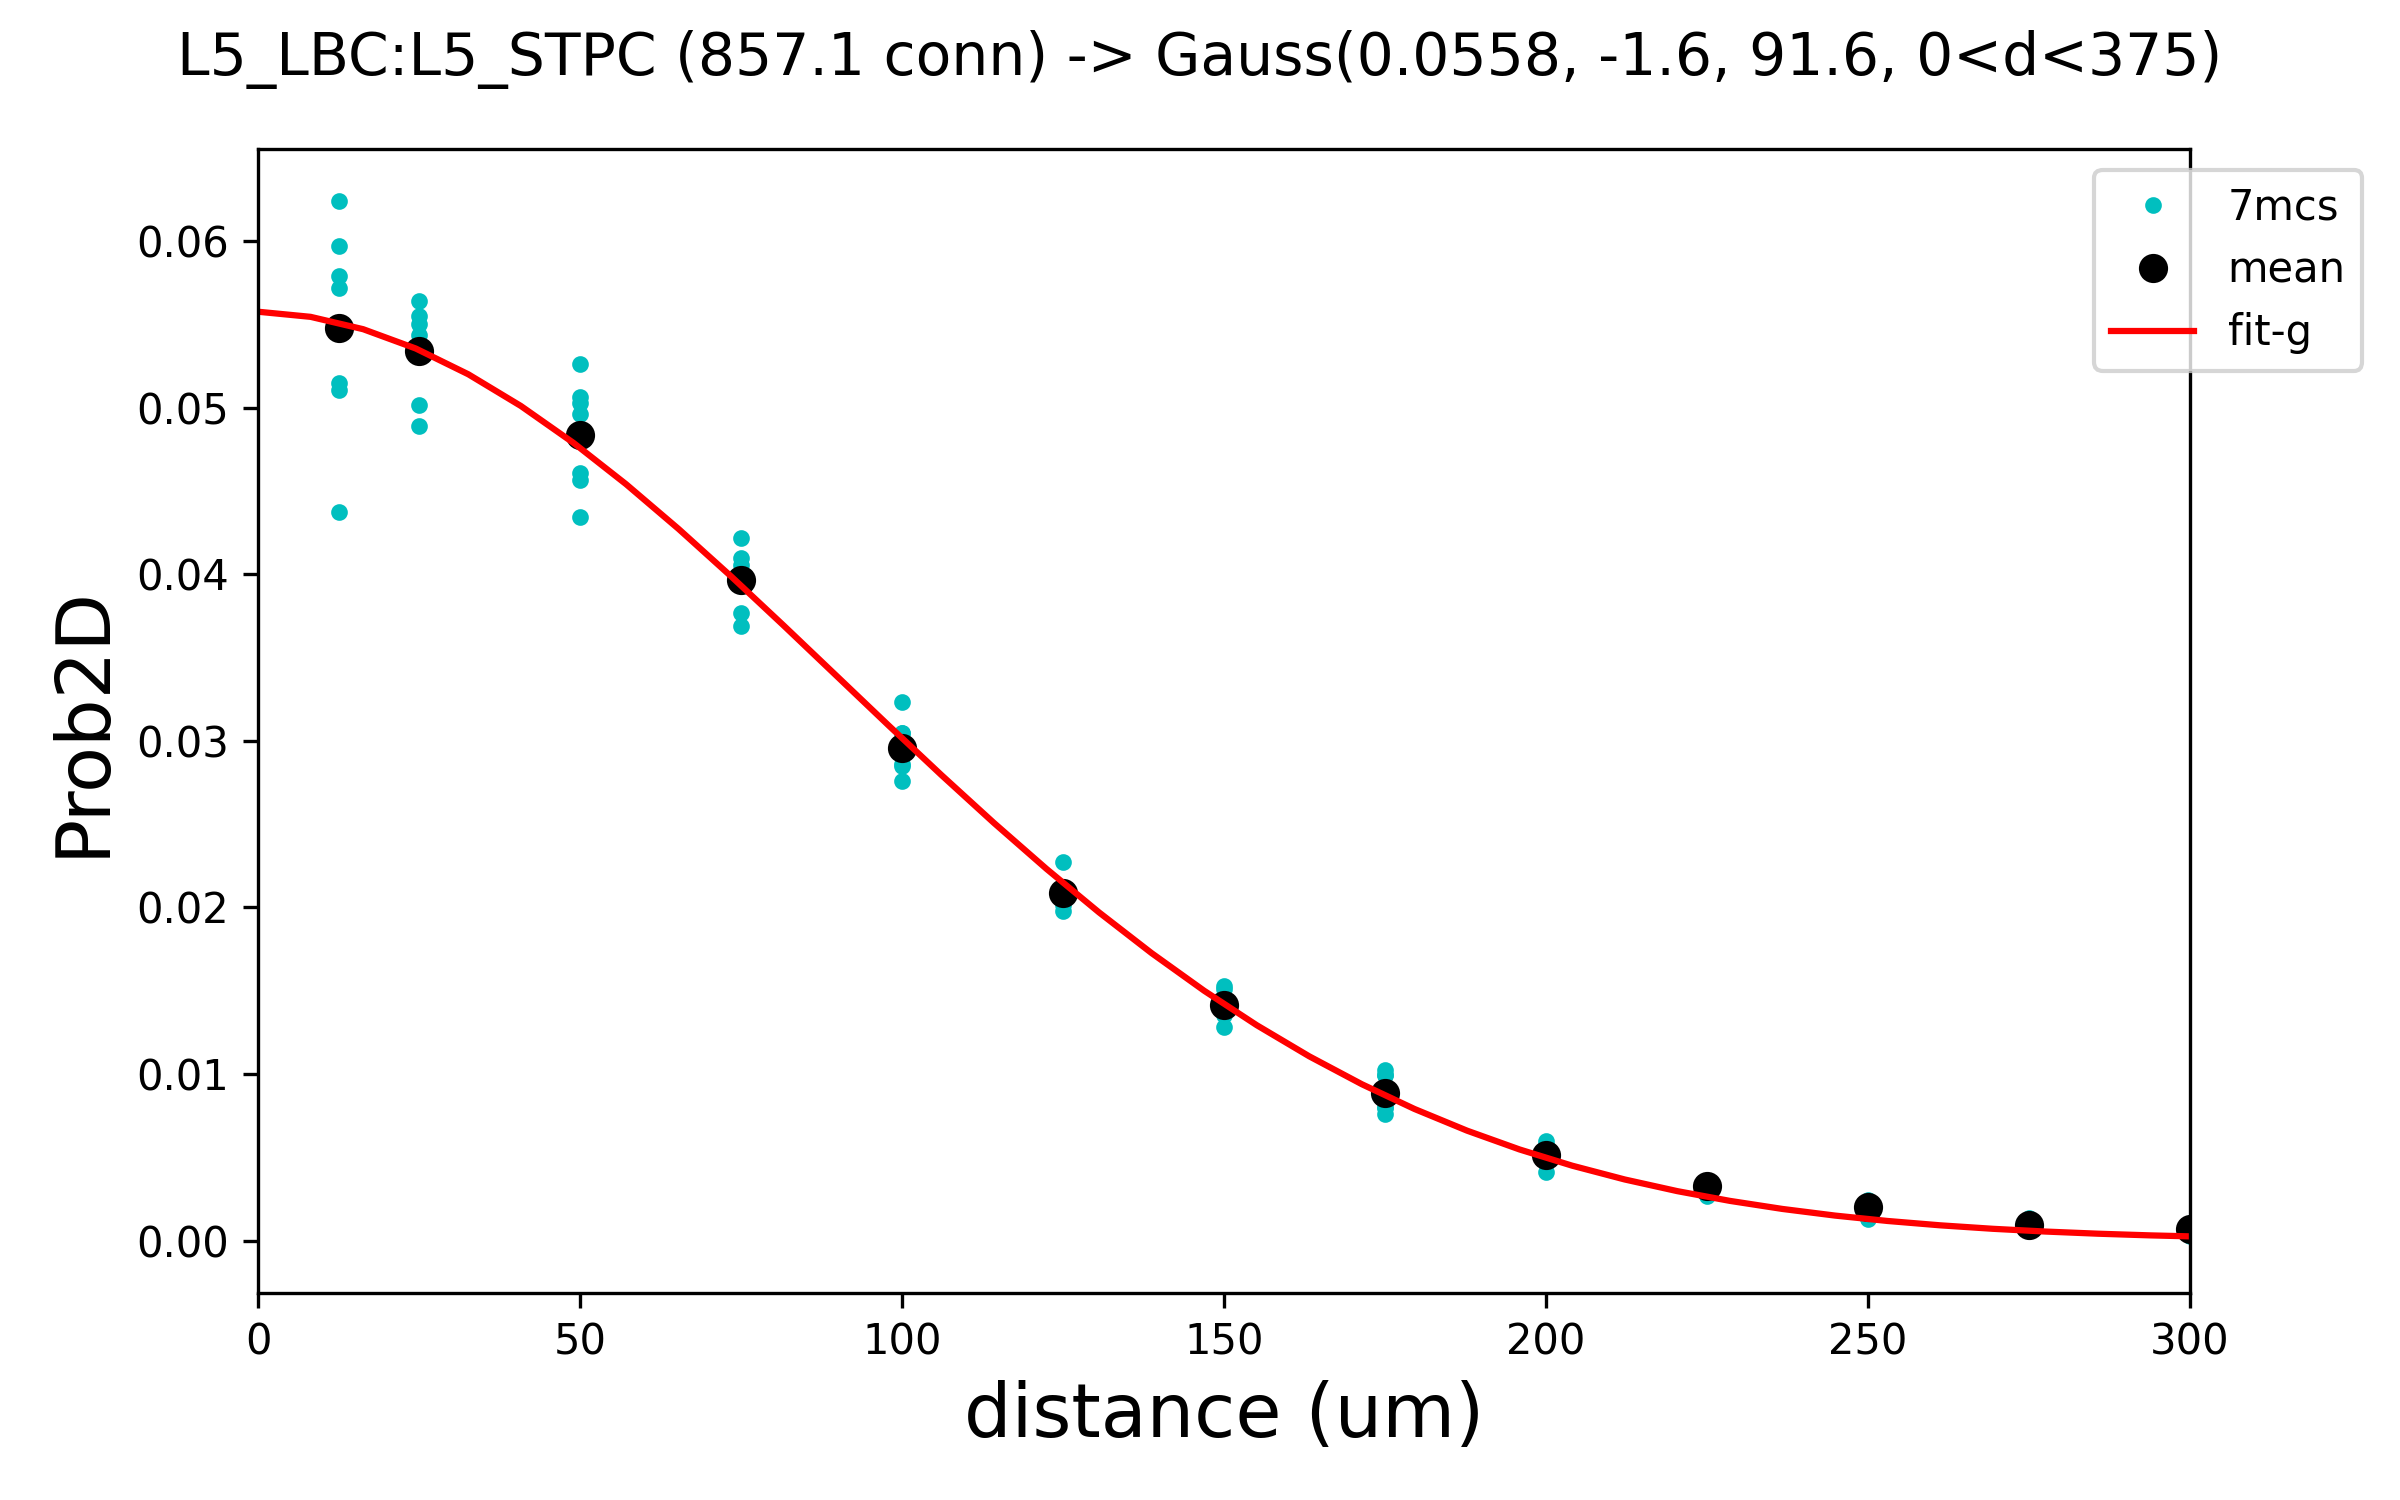 L5_LBC:L5_STPC (857.1 conn) -> Gauss(0.0558, -1.6, 91.6, 0<d<375)
7mcs
mean
fit-g
0.06
0.05
0.04
0.03
0.02
0.01
0.00
Prob2D
0 50 100 150 200 250 300
distance (um)